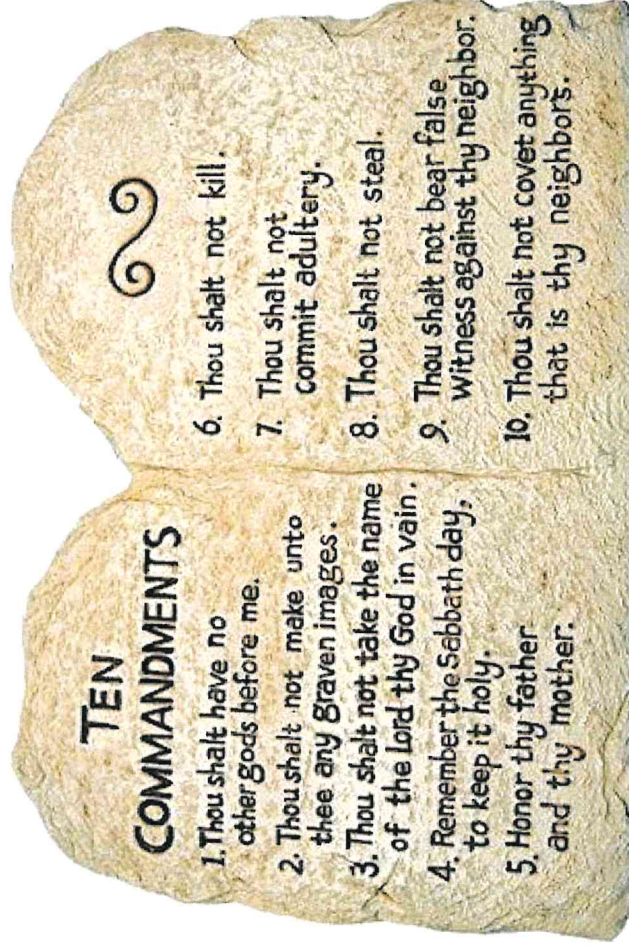 TEN
COMMANDMENTS
1. Thou shalt have no
other gods before me.
2. Thou shalt not make unto
thee any graven images.
3. Thou shalt not take the name
of the Lord thy God in vain.
4. Remember the Sabbath day,
to keep it holy.
5. Honor thy father
and thy mother.
6. Thou shalt not kill.
7. Thou shalt not
commit adultery.
8. Thou shalt not steal.
9. Thou shalt not bear false
Witness against thy neighbor.
10. Thou shalt not covet anything
that is thy neighbor's.